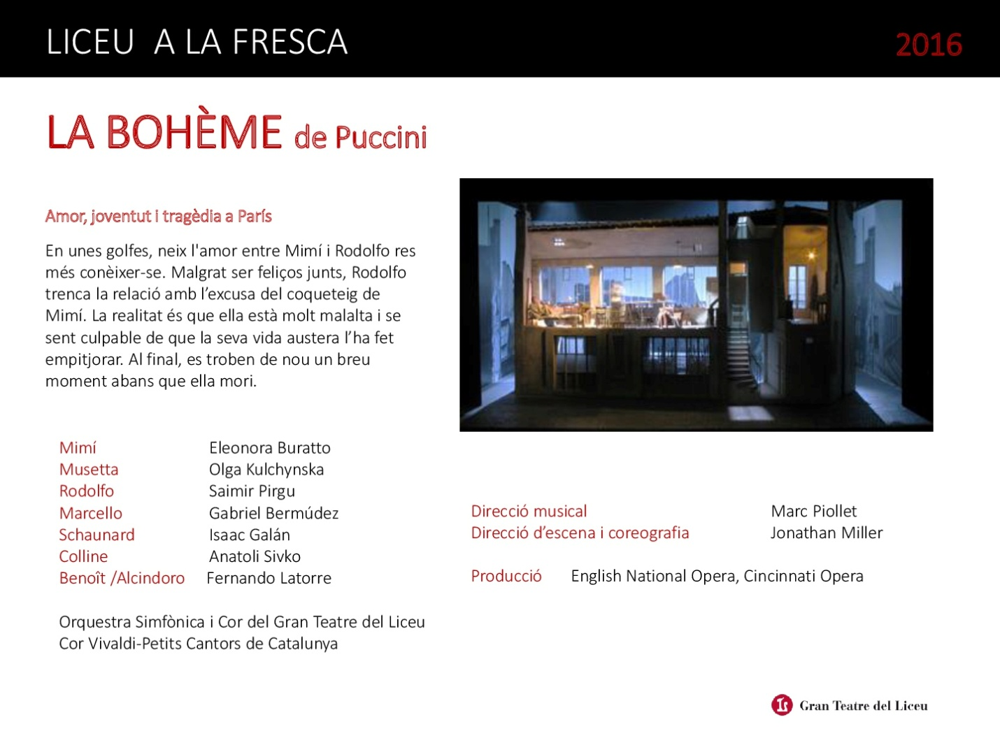 LICEU A LA FRESCA
2016
LA BOHÈME de Puccini
Amor, joventut i tragèdia a París
En unes golfes, neix l'amor entre Mimí i Rodolfo res
més conèixer-se. Malgrat ser feliços junts, Rodolfo
trenca la relació amb l’excusa del coqueteig de
Mimí. La realitat és que ella està molt malalta i se
sent culpable de que la seva vida austera l’ha fet
empitjorar. Al final, es troben de nou un breu
moment abans que ella mori.
Mimí Eleonora Buratto
Musetta Olga Kulchynska
Rodolfo Saimir Pirgu
Marcello Gabriel Bermúdez
Schaunard Isaac Galán
Colline Anatoli Sivko
Benoît /Alcindoro Fernando Latorre
Orquestra Simfònica i Cor del Gran Teatre del Liceu
Cor Vivaldi-Petits Cantors de Catalunya
Direcció musical Marc Piollet
Direcció d’escena i coreografia Jonathan Miller
Producció English National Opera, Cincinnati Opera
Gran Teatre del Liceu